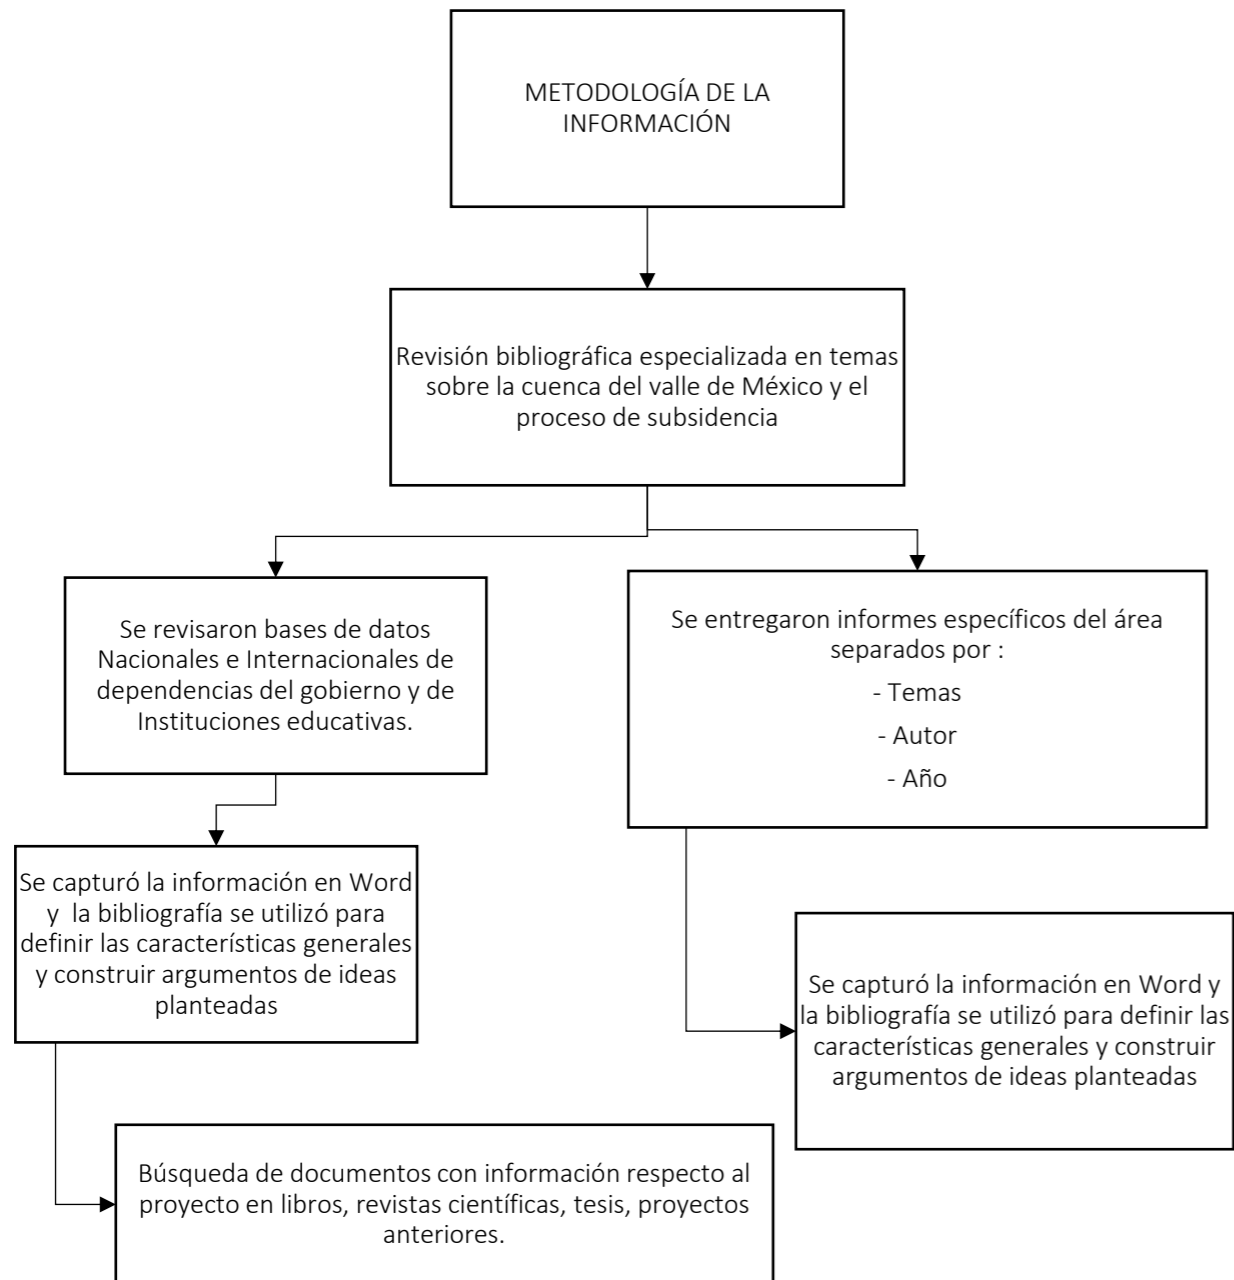 METODOLOGÍA DE LA
INFORMACIÓN
Revisión bibliográfica especializada en temas
sobre la cuenca del valle de México y el
proceso de subsidencia
Se revisaron bases de datos
Nacionales e Internacionales de
dependencias del gobierno y de
Instituciones educativas.
Se entregaron informes específicos del área
separados por :
- Temas
- Autor
- Año
Se capturó la información en Word
y la bibliografía se utilizó para
definir las características generales
y construir argumentos de ideas
planteadas
Se capturó la información en Word y
la bibliografía se utilizó para definir las
características generales y construir
argumentos de ideas planteadas
Búsqueda de documentos con información respecto al
proyecto en libros, revistas científicas, tesis, proyectos
anteriores.